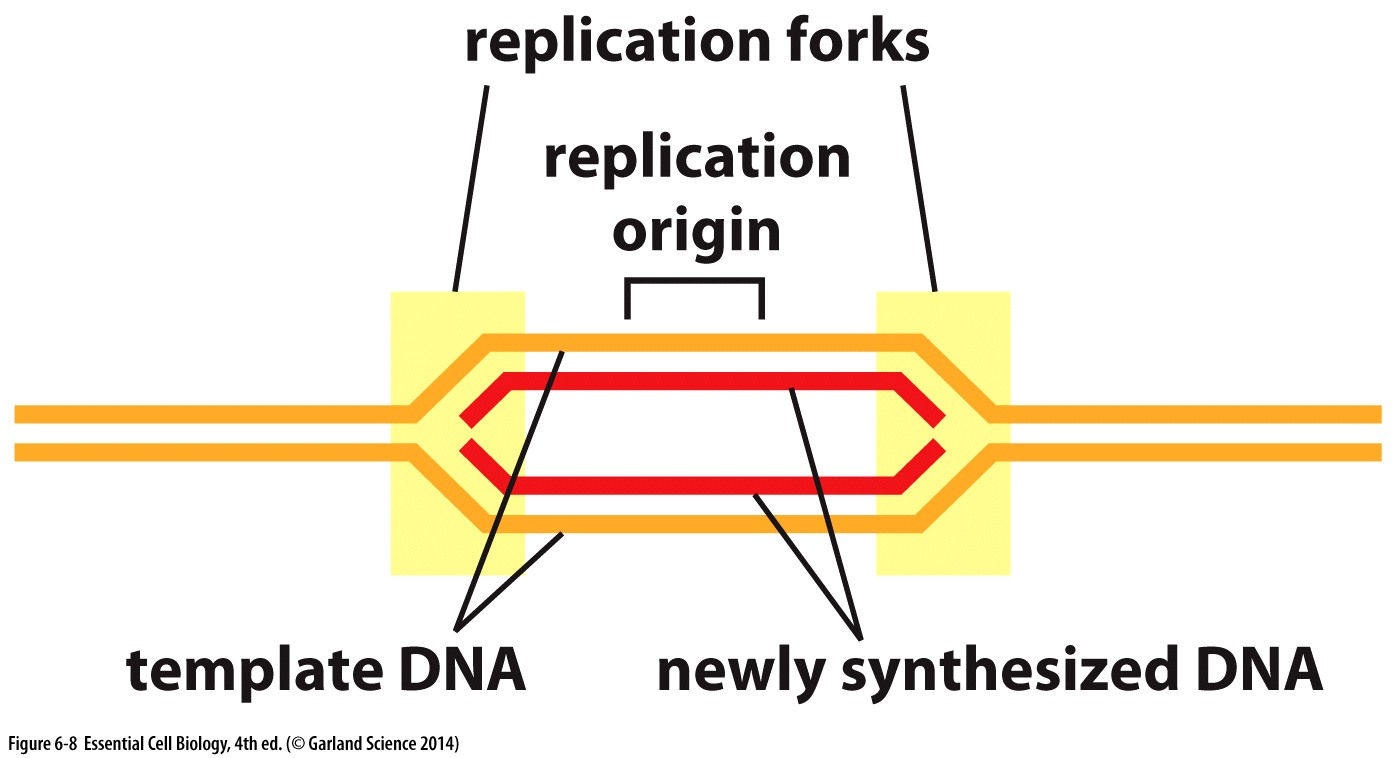 replication forks
replication
origin
template DNA
newly synthesized DNA
Figure 6-8 Essential Cell Biology, 4th ed. (© Garland Science 2014)